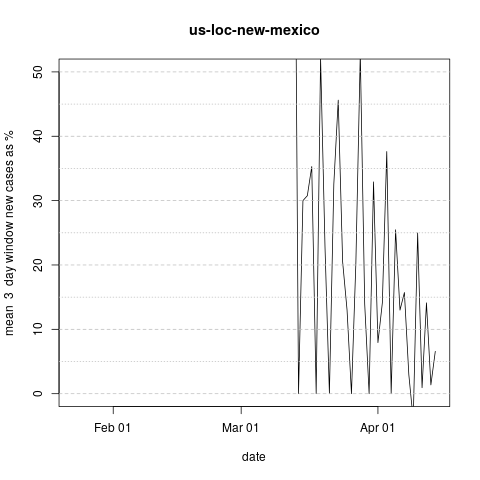 us-loc-new-mexico
mean 3 day window new cases as %
50
40
30
20
10
0
Feb 01
Mar 01
Apr 01
date